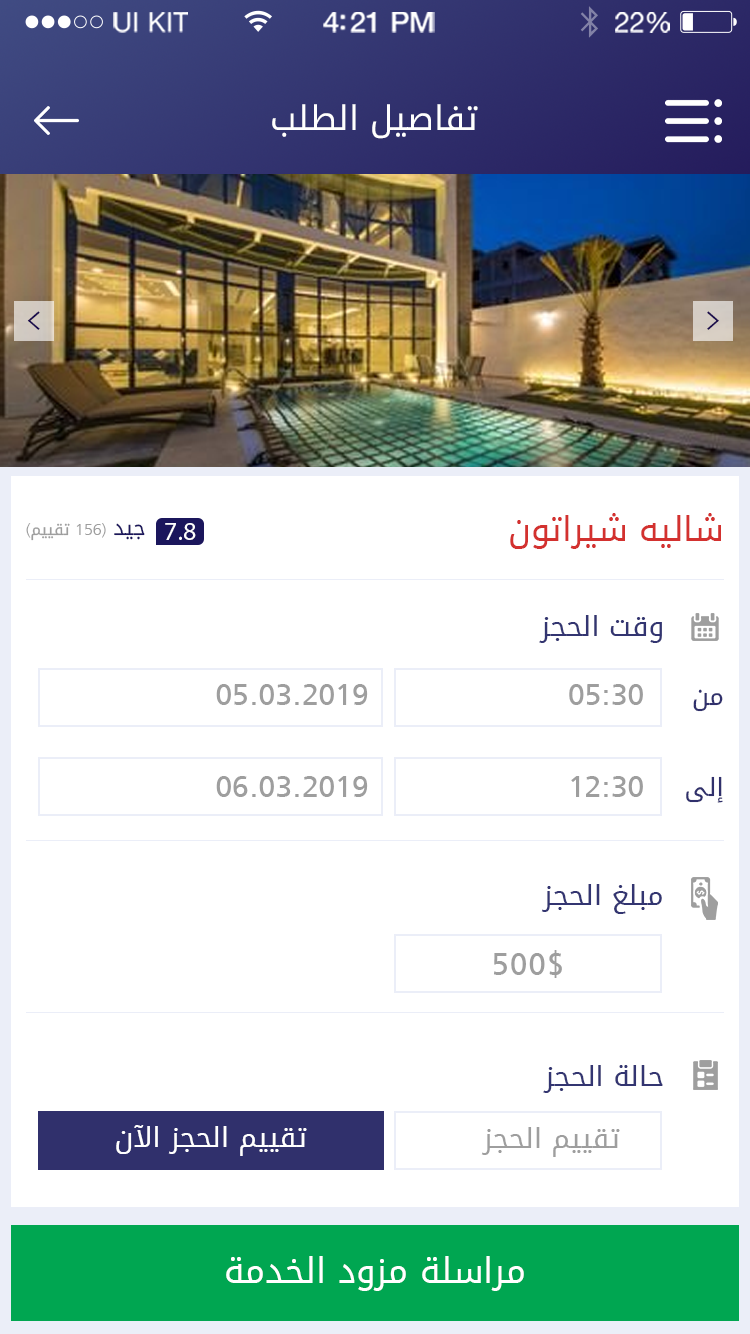 UI KIT 4:21 PM 22%
تفاصيل الطلب
شاليه شيراتون 7.8 جيد (156 تقييم)
وقت الحجز
من 05:30 05.03.2019
إلى 12:30 06.03.2019
مبلغ الحجز
500$
حالة الحجز
تقييم الحجز تقييم الحجز الآن
مراسلة مزود الخدمة